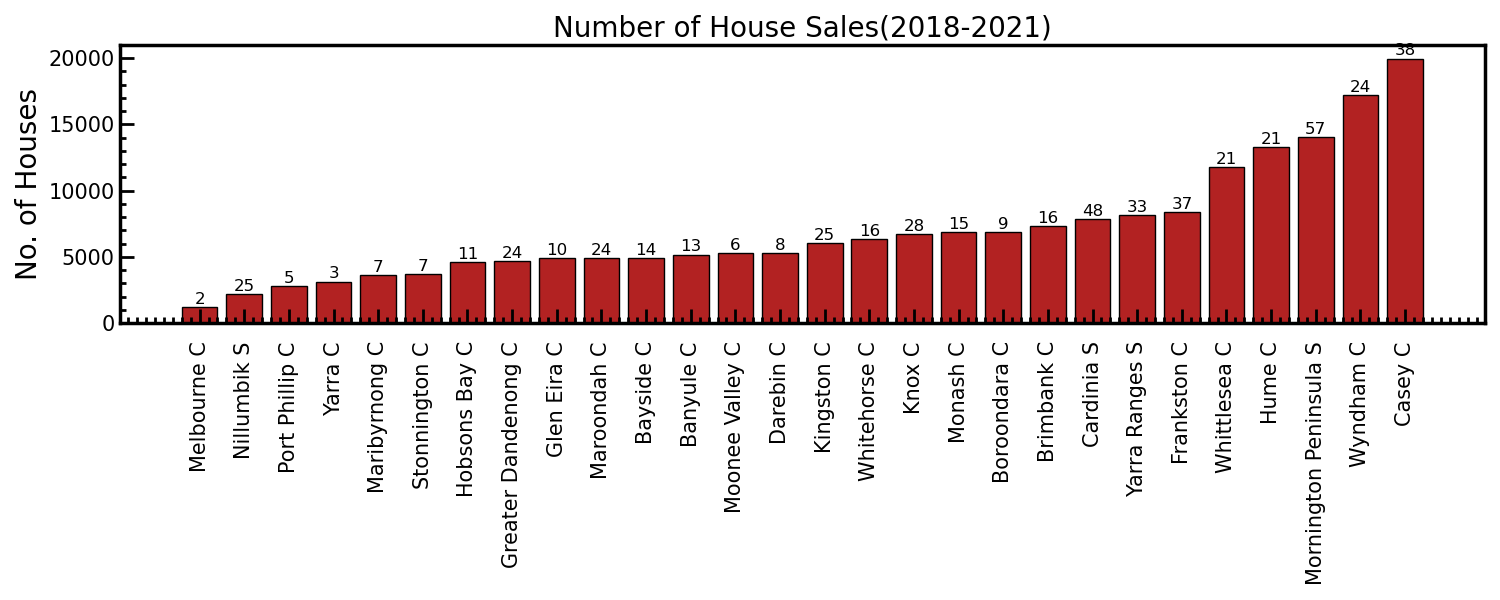 Number of House Sales(2018-2021)
No. of Houses
20000
15000
10000
5000
0
2
25
5
3
7
7
11
24
10
24
14
13
6
8
25
16
28
15
9
16
48
33
37
21
21
57
24
38
Melbourne C
Nillumbik S
Port Phillip C
Yarra C
Maribyrnong C
Stonnington C
Hobsons Bay C
Greater Dandenong C
Glen Eira C
Maroondah C
Bayside C
Banyule C
Moonee Valley C
Darebin C
Kingston C
Whitehorse C
Knox C
Monash C
Boroondara C
Brimbank C
Cardinia S
Yarra Ranges S
Frankston C
Whittlesea C
Hume C
Mornington Peninsula S
Wyndham C
Casey C